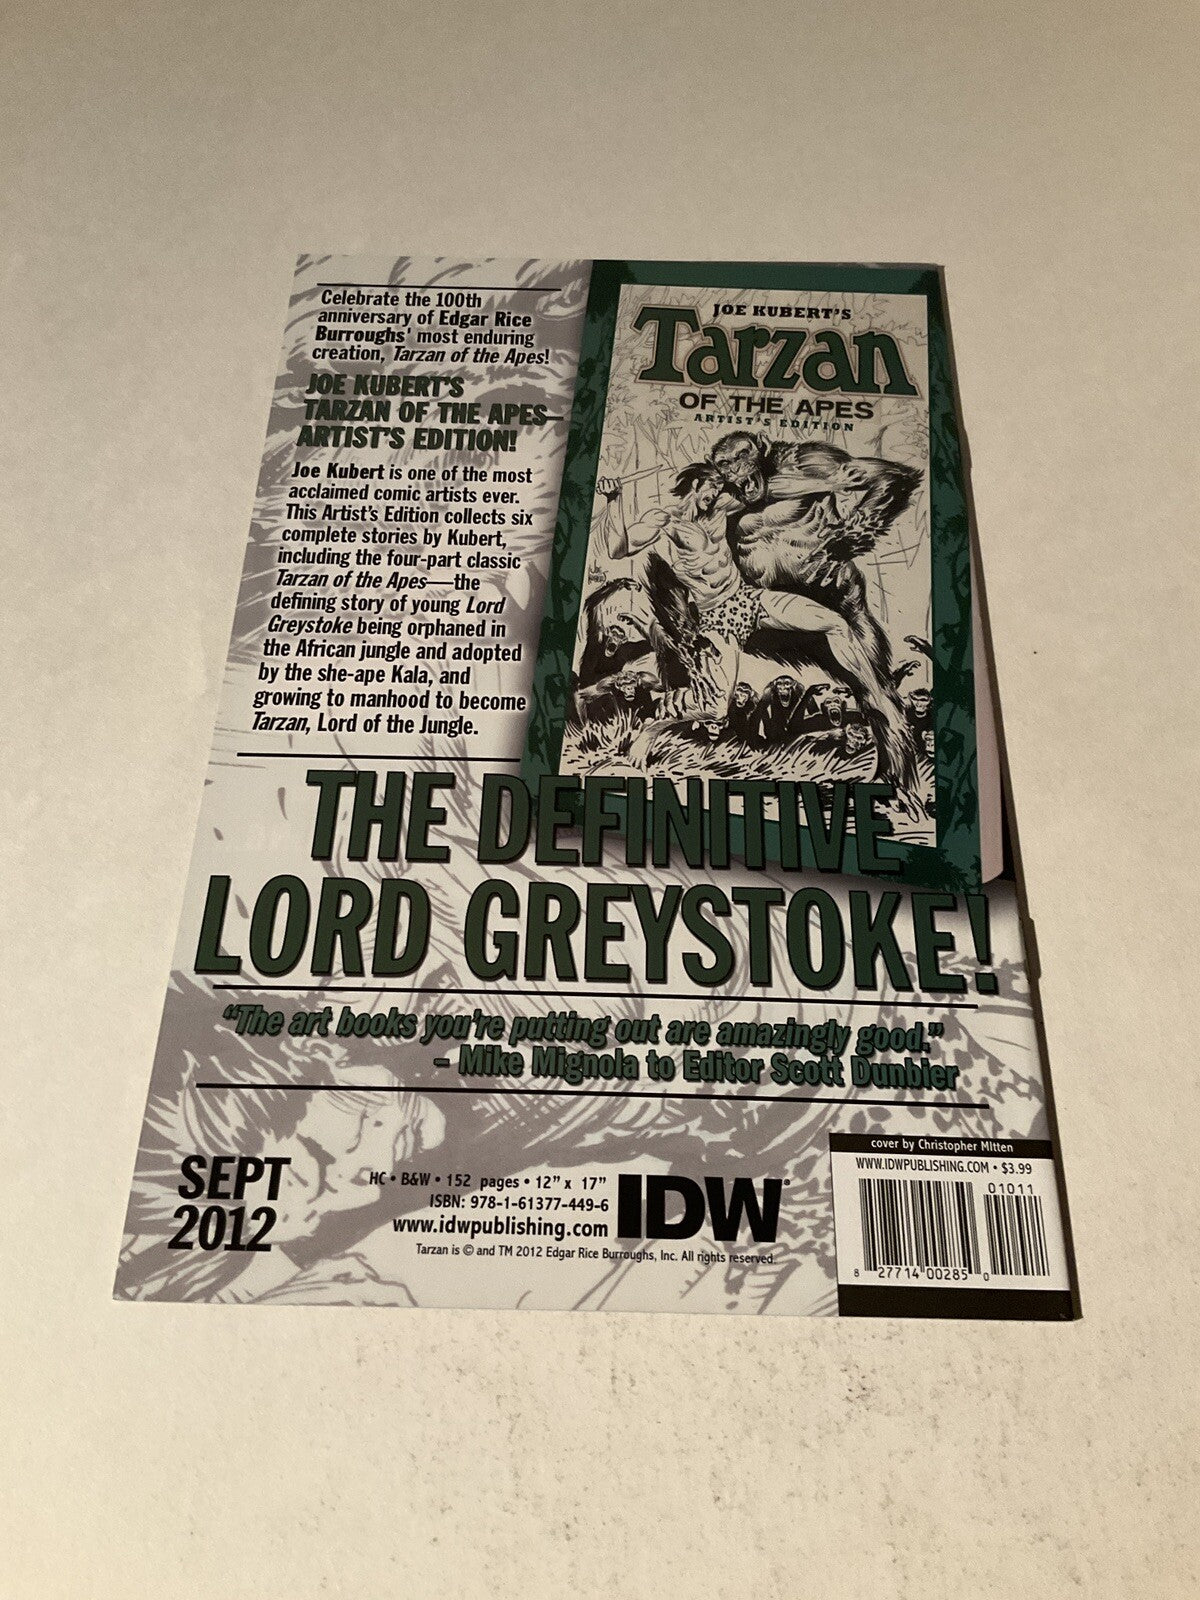 Celebrate the 100th
anniversary of Edgar Rice
Burroughs' most enduring
creation, Tarzan of the Apes!
JOE KUBERT'S
TARZAN OF THE APES—
ARTIST'S EDITION!
Joe Kubert is one of the most
acclaimed comic artists ever.
This Artist's Edition collects six
complete stories by Kubert,
including the four-part classic
Tarzan of the Apes—the
defining story of young Lord
Greystoke being orphaned in
the African jungle and adopted
by the she-ape Kala, and
growing to manhood to become
Tarzan, Lord of the Jungle.
JOE KUBERT'S
Tarzan
OF THE APES
ARTIST'S EDITION
THE DEFINITIVE
LORD GREYSTOKE!
“The art books you're putting out are amazingly good.”
– Mike Mignola to Editor Scott Dunbier
SEPT
2012
HC • B&W • 152 pages • 12” x 17”
ISBN: 978-1-61377-449-6
www.idwpublishing.com
Tarzan is © and TM 2012 Edgar Rice Burroughs, Inc. All rights reserved.
IDW®
cover by Christopher MItten
WWW.IDWPUBLISHING.COM • $3.99
01011
8 27714 00285 0